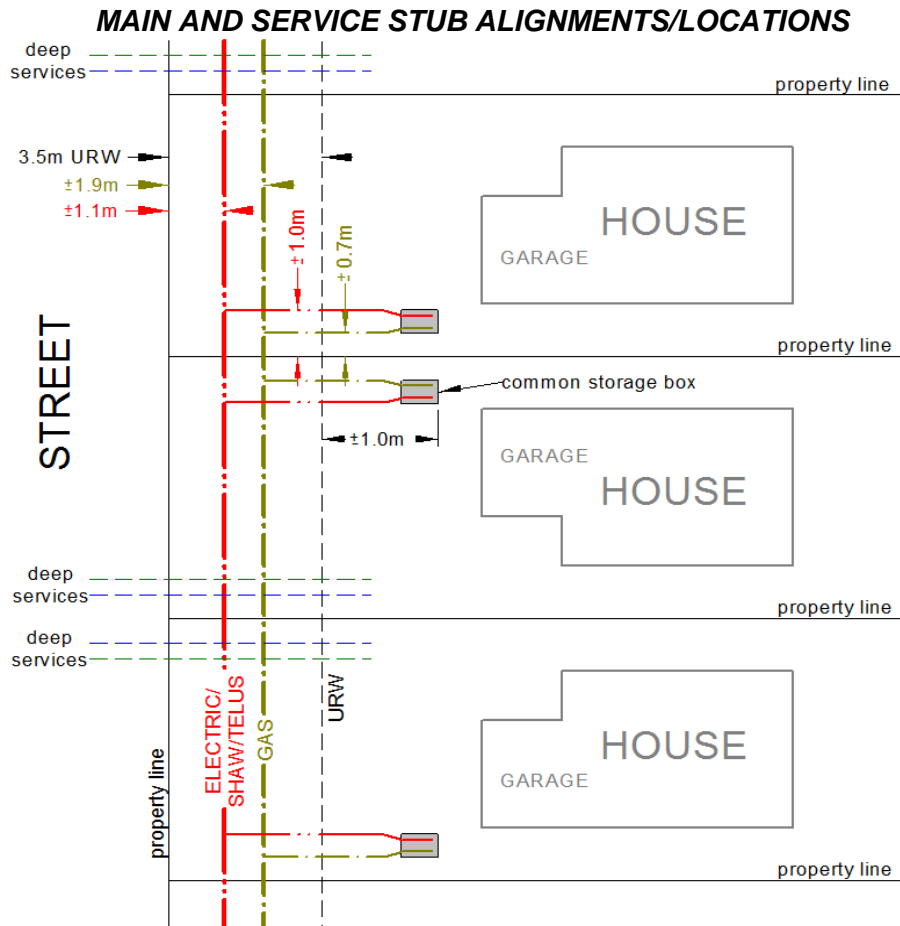 MAIN AND SERVICE STUB ALIGNMENTS/LOCATIONS
deep
services
property line
3.5m URW
±1.9m
±1.1m
±1.0m
±0.7m
HOUSE
GARAGE
STREET
property line
common storage box
±1.0m
GARAGE
HOUSE
deep
services
property line
deep
services
ELECTRIC/
SHAW/TELUS
GAS
URW
property line
HOUSE
GARAGE
property line